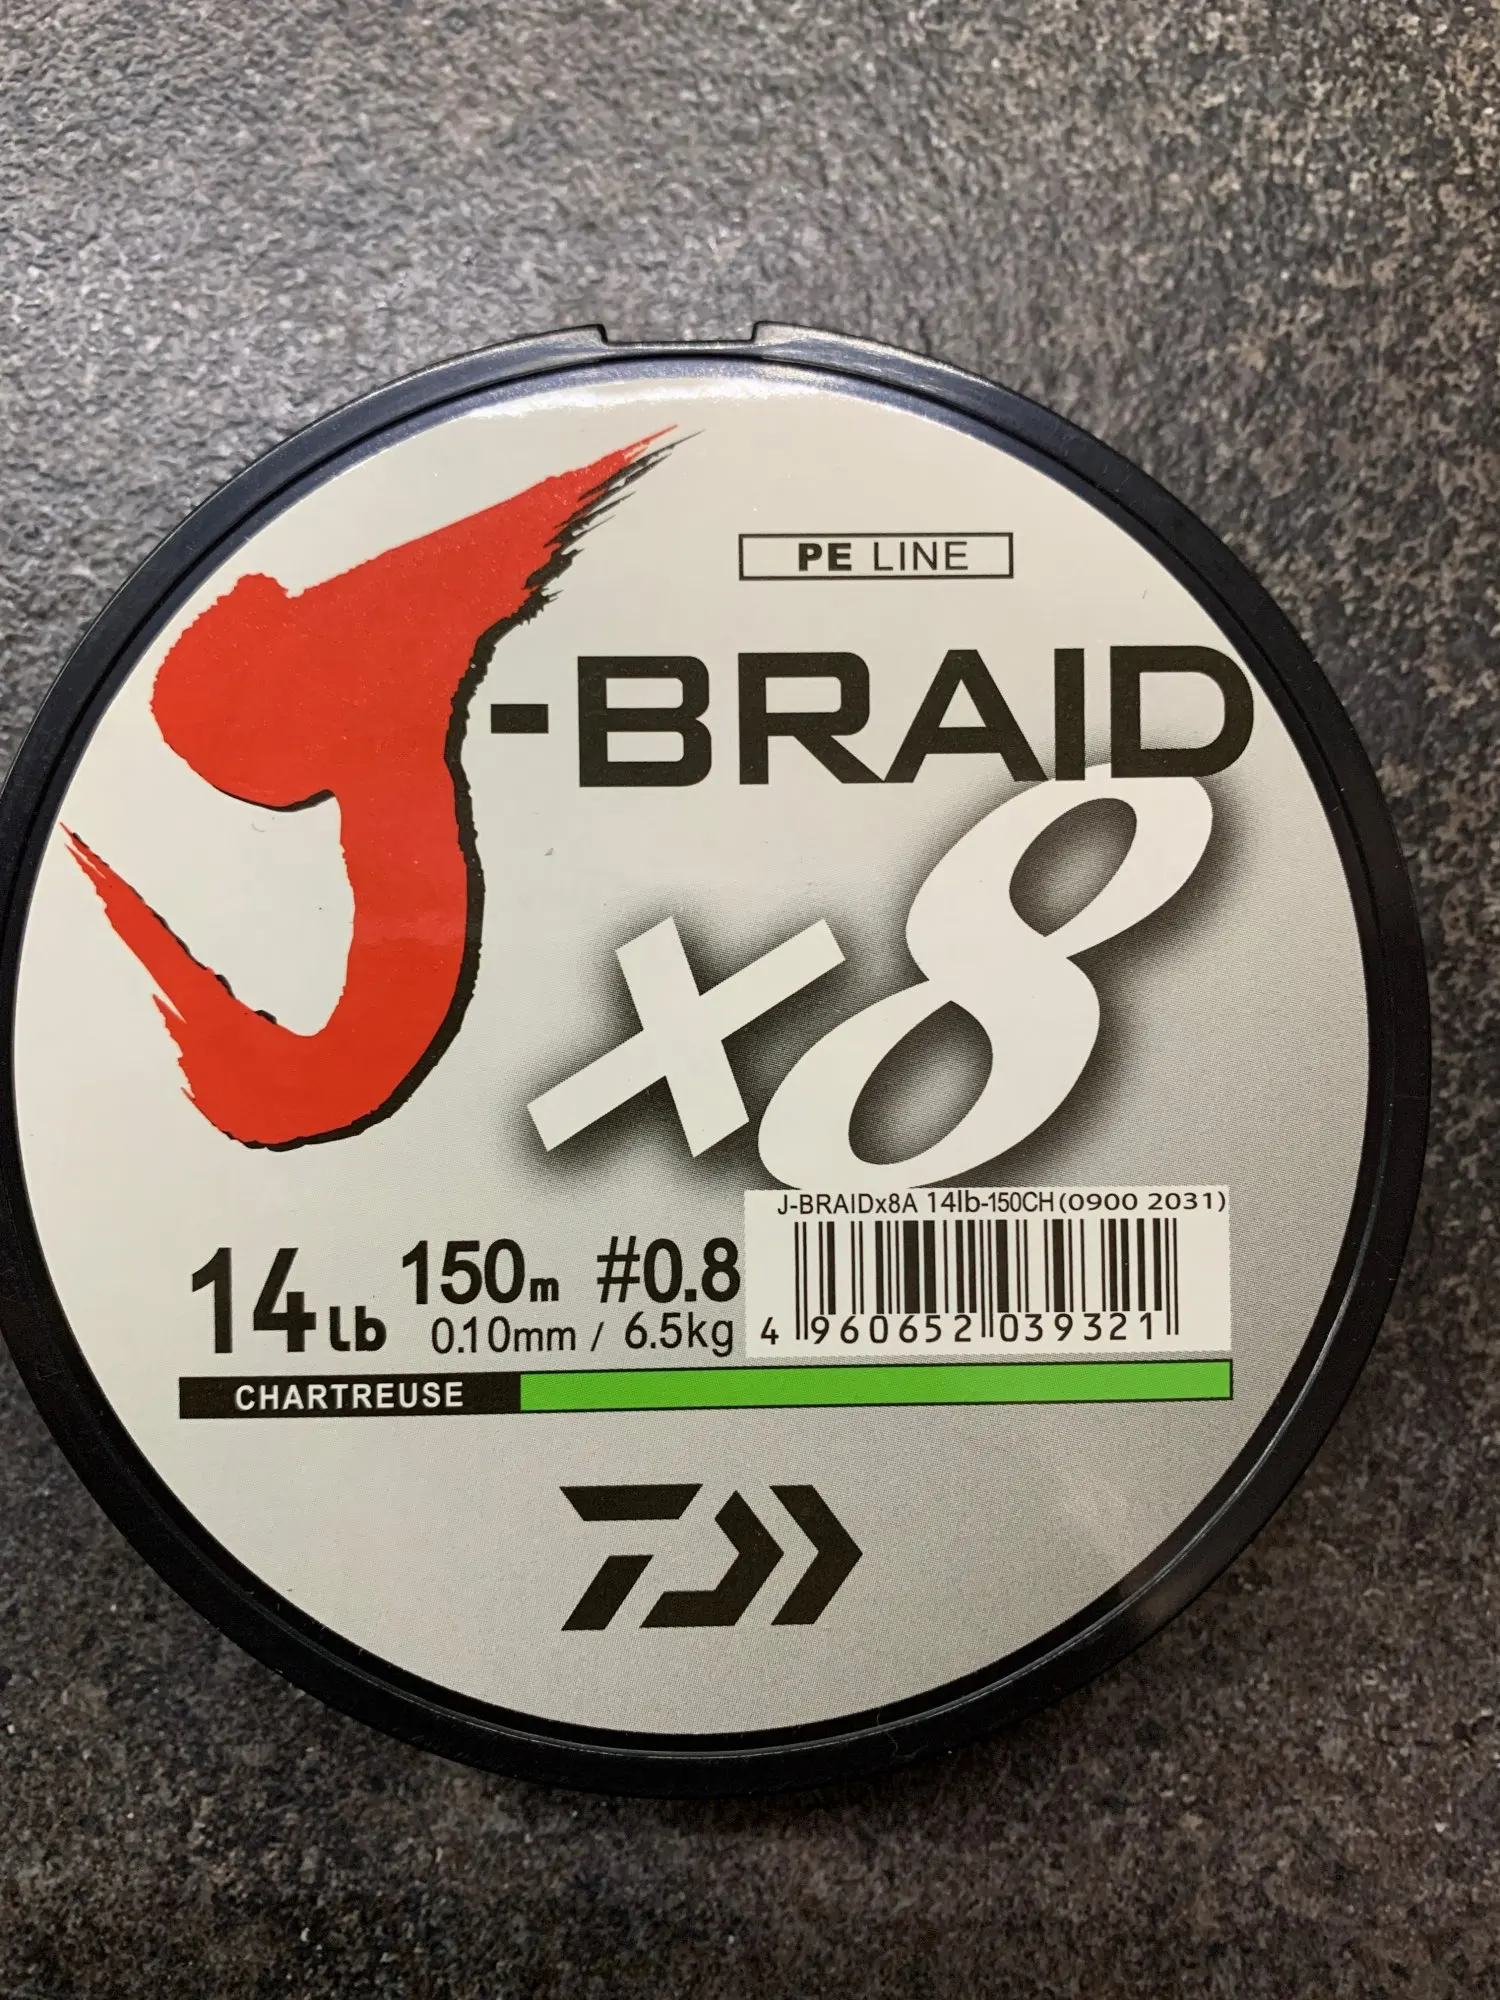 PE LINE
J-BRAID
x8
J-BRAIDx8A 14lb-150CH(0900 2031)
14lb 150m #0.8
0.10mm / 6.5kg
4 960652 039321
CHARTREUSE